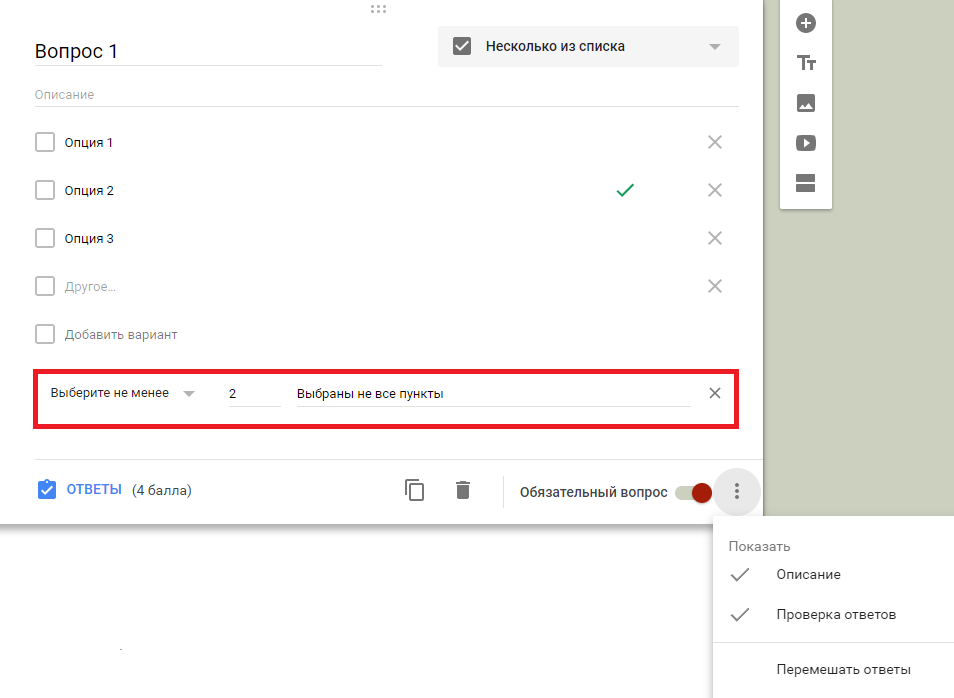 Вопрос 1
Несколько из списка
Описание
Опция 1
Опция 2
Опция 3
Другое…
Добавить вариант
Выберите не менее 2 Выбраны не все пункты
ОТВЕТЫ (4 балла) Обязательный вопрос
Показать
Описание
Проверка ответов
Перемешать ответы